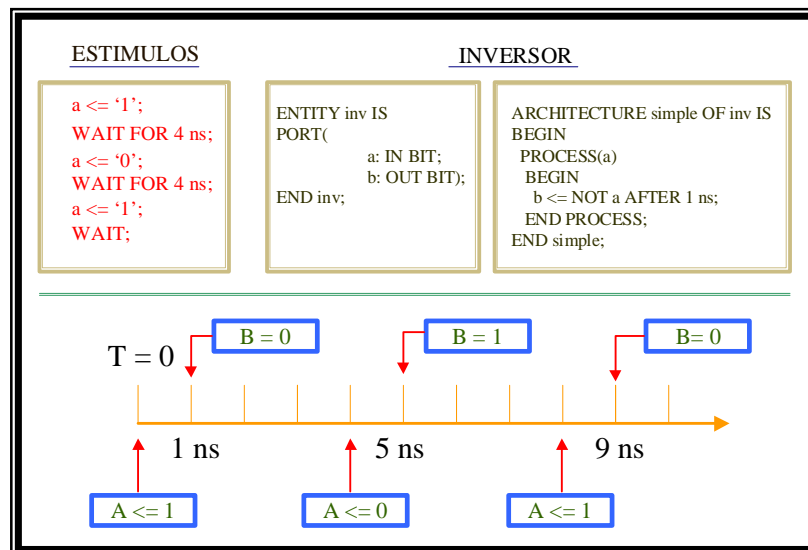 ESTIMULOS
INVERSOR
a <= ‘1’;
WAIT FOR 4 ns;
a <= ‘0’;
WAIT FOR 4 ns;
a <= ‘1’;
WAIT;
ENTITY inv IS
PORT(
a: IN BIT;
b: OUT BIT);
END inv;
ARCHITECTURE simple OF inv IS
BEGIN
PROCESS(a)
BEGIN
b <= NOT a AFTER 1 ns;
END PROCESS;
END simple;
B = 0
B = 1
B= 0
T = 0
1 ns
5 ns
9 ns
A <= 1
A <= 0
A <= 1